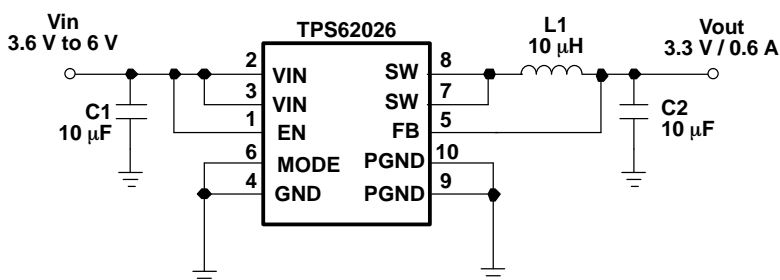 TPS62026
Vin
3.6 V to 6 V
L1
10 µH
Vout
3.3 V / 0.6 A
2 VIN
3 VIN
1 EN
6 MODE
4 GND
SW 8
SW 7
FB 5
PGND 10
PGND 9
C1
10 µF
C2
10 µF